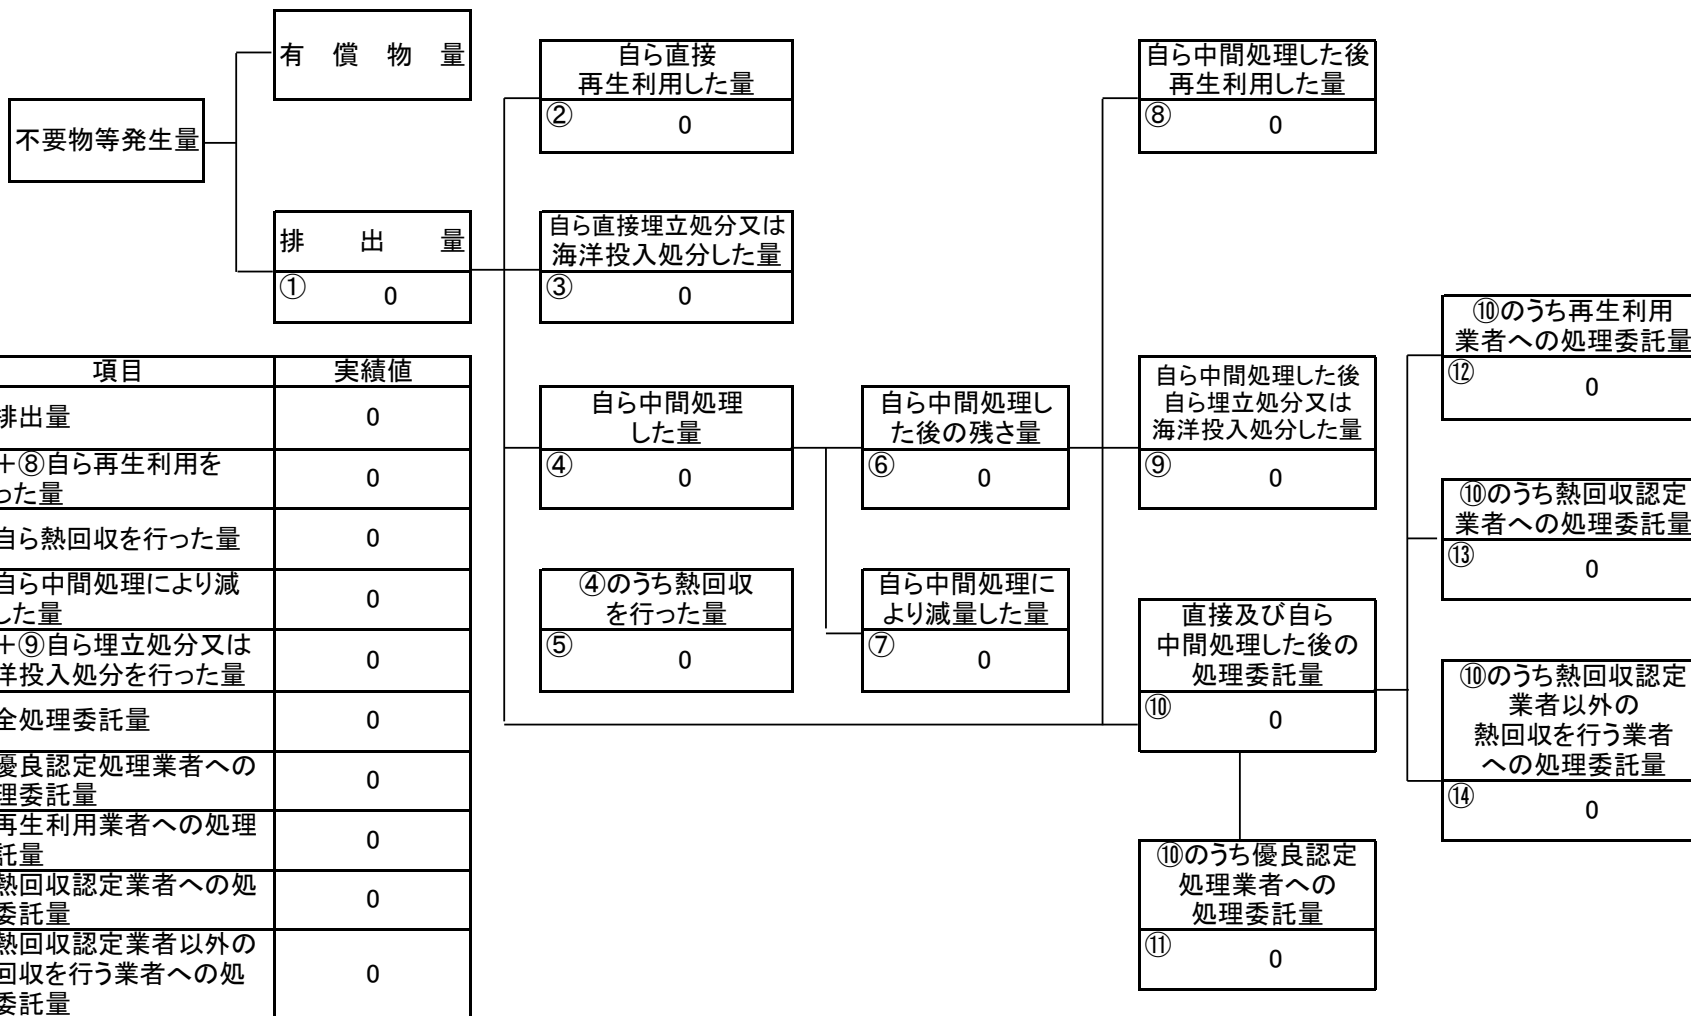 不要物等発生量
有 償 物 量
排 出 量
①
0
自ら直接
再生利用した量
②
0
自ら直接埋立処分又は
海洋投入処分した量
③
0
自ら中間処理
した量
④
0
④のうち熱回収
を行った量
⑤
0
自ら中間処理し
た後の残さ量
⑥
0
自ら中間処理に
より減量した量
⑦
0
自ら中間処理した後
再生利用した量
⑧
0
自ら中間処理した後
自ら埋立処分又は
海洋投入処分した量
⑨
0
直接及び自ら
中間処理した後の
処理委託量
⑩
0
⑩のうち優良認定
処理業者への
処理委託量
⑪
0
⑩のうち再生利用
業者への処理委託量
⑫
0
⑩のうち熱回収認定
業者への処理委託量
⑬
0
⑩のうち熱回収認定
業者以外の
熱回収を行う業者
への処理委託量
⑭
0
項目 実績値
排出量
0
+⑧自ら再生利用を
った量
0
自ら熱回収を行った量
0
自ら中間処理により減
した量
0
+⑨自ら埋立処分又は
洋投入処分を行った量
0
全処理委託量
0
優良認定処理業者への
理委託量
0
再生利用業者への処理
託量
0
熱回収認定業者への処
委託量
0
熱回収認定業者以外の
回収を行う業者への処
委託量
0